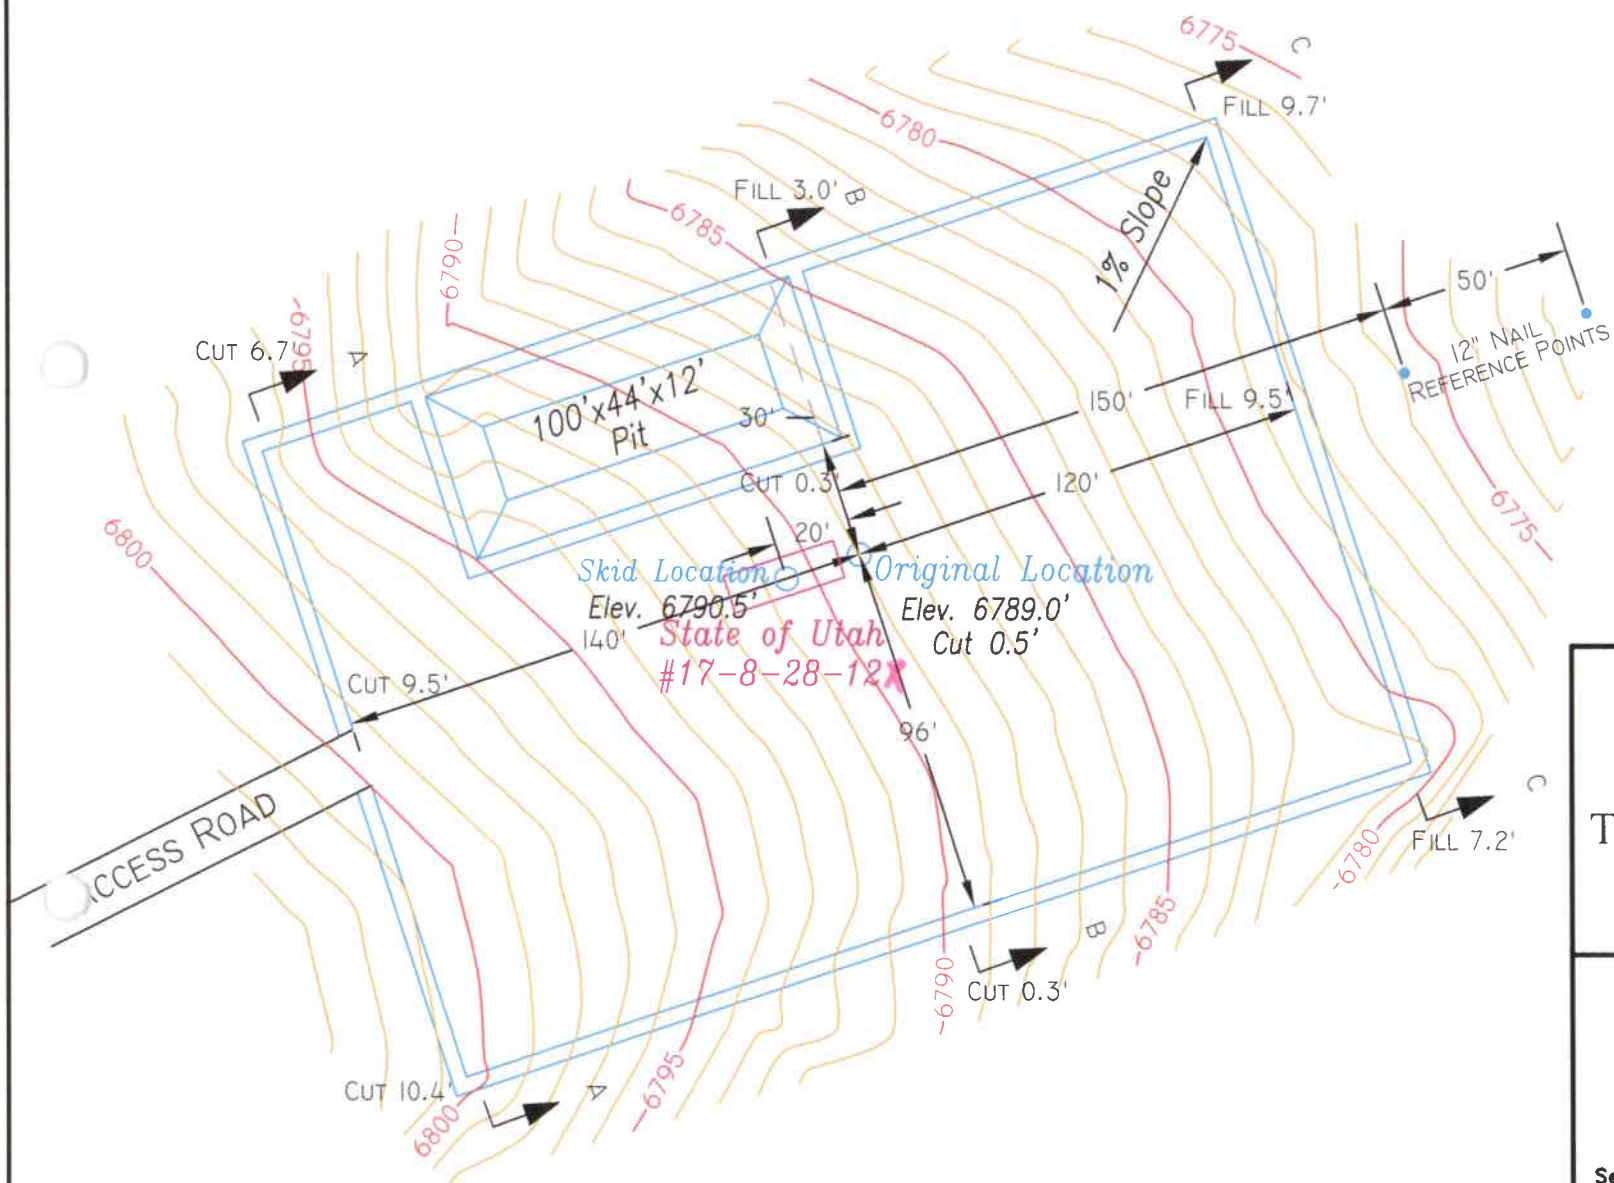 6775
C
FILL 9.7'
6780
1% Slope
FILL 3.0'
B
6785
6790
50'
12" NAIL
REFERENCE POINTS
6795
CUT 6.7'
A
100'x44'x12'
Pit
30'
150'
FILL 9.5'
CUT 0.3'
120'
6775
6800
20'
Skid Location
Original Location
Elev. 6790.5'
Elev. 6789.0'
Cut 0.5'
140'
State of Utah
#17-8-28-12X
CUT 9.5'
96'
ACCESS ROAD
C
FILL 7.2'
6780
T
6785
B
6790
CUT 0.3'
CUT 10.4'
A
6795
6800